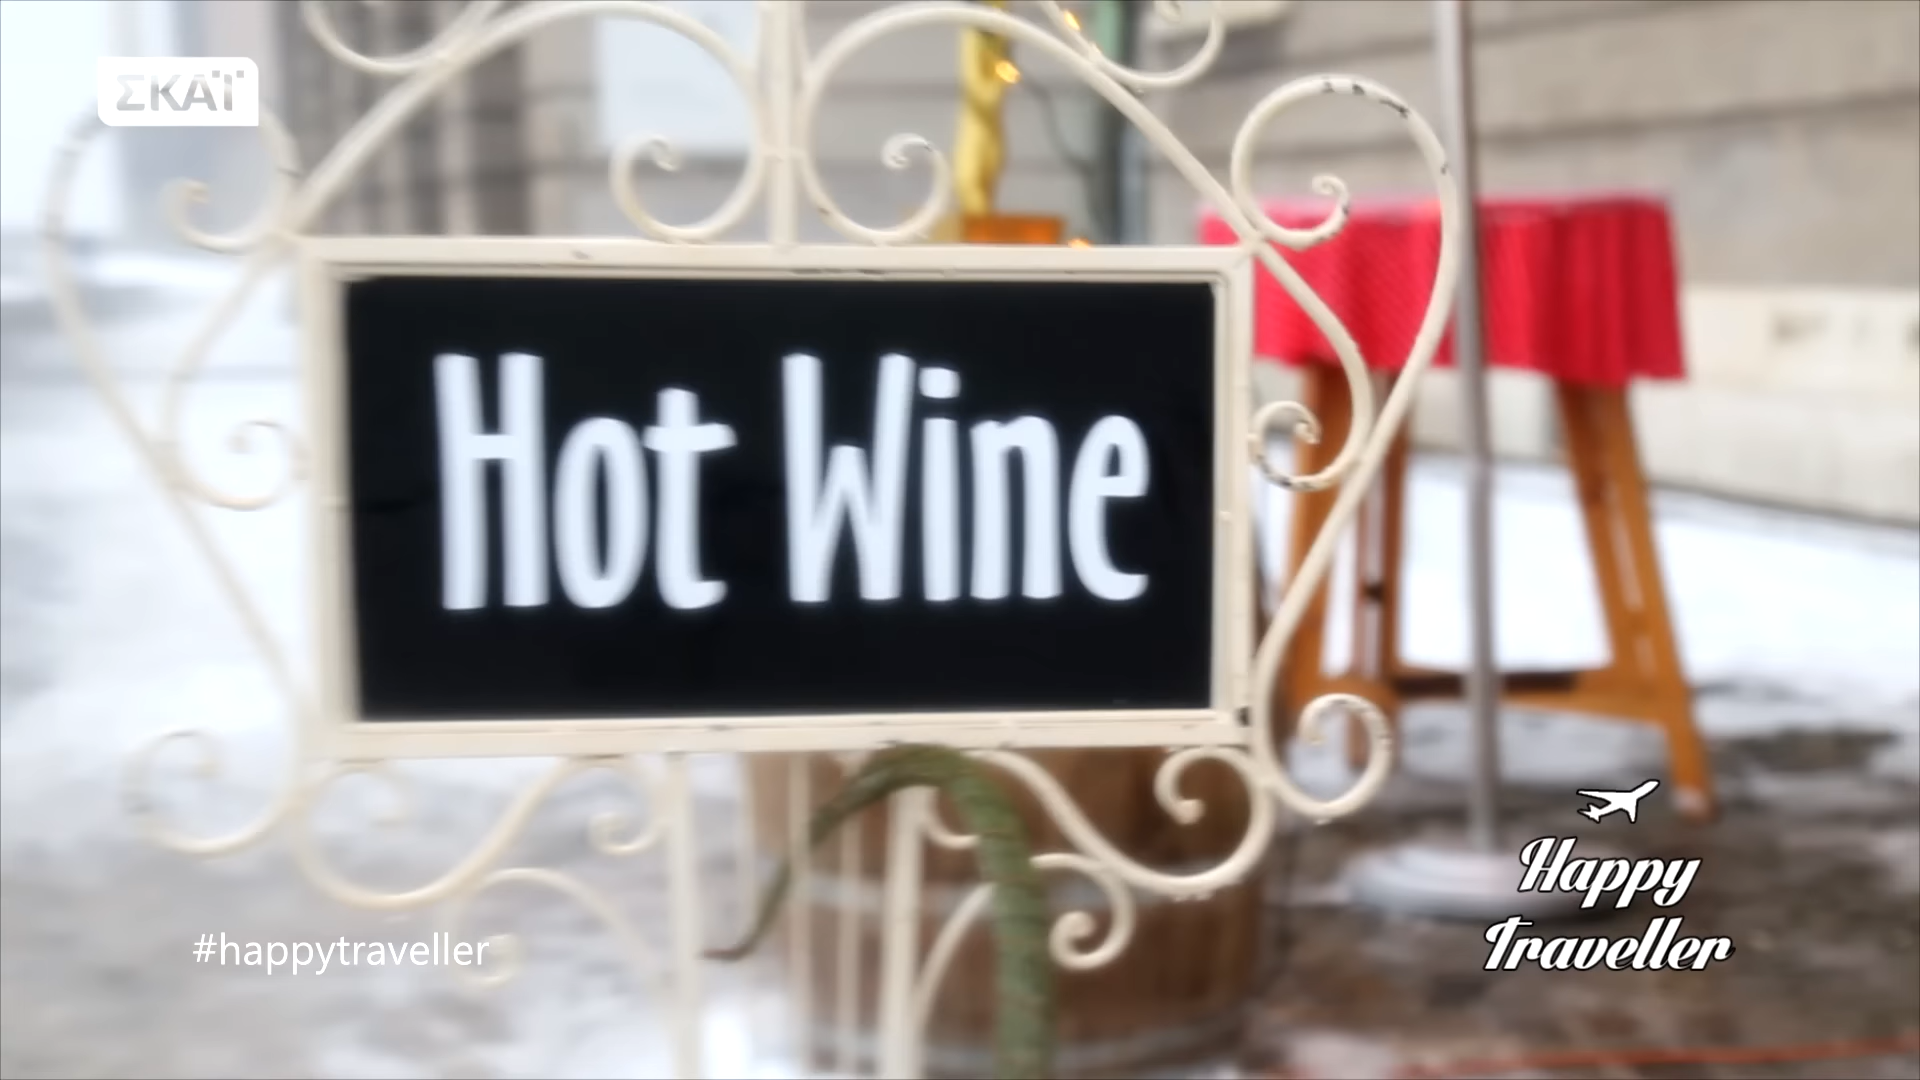 ΣΚΑΪ
Hot Wine
Happy
Traveller
#happytraveller